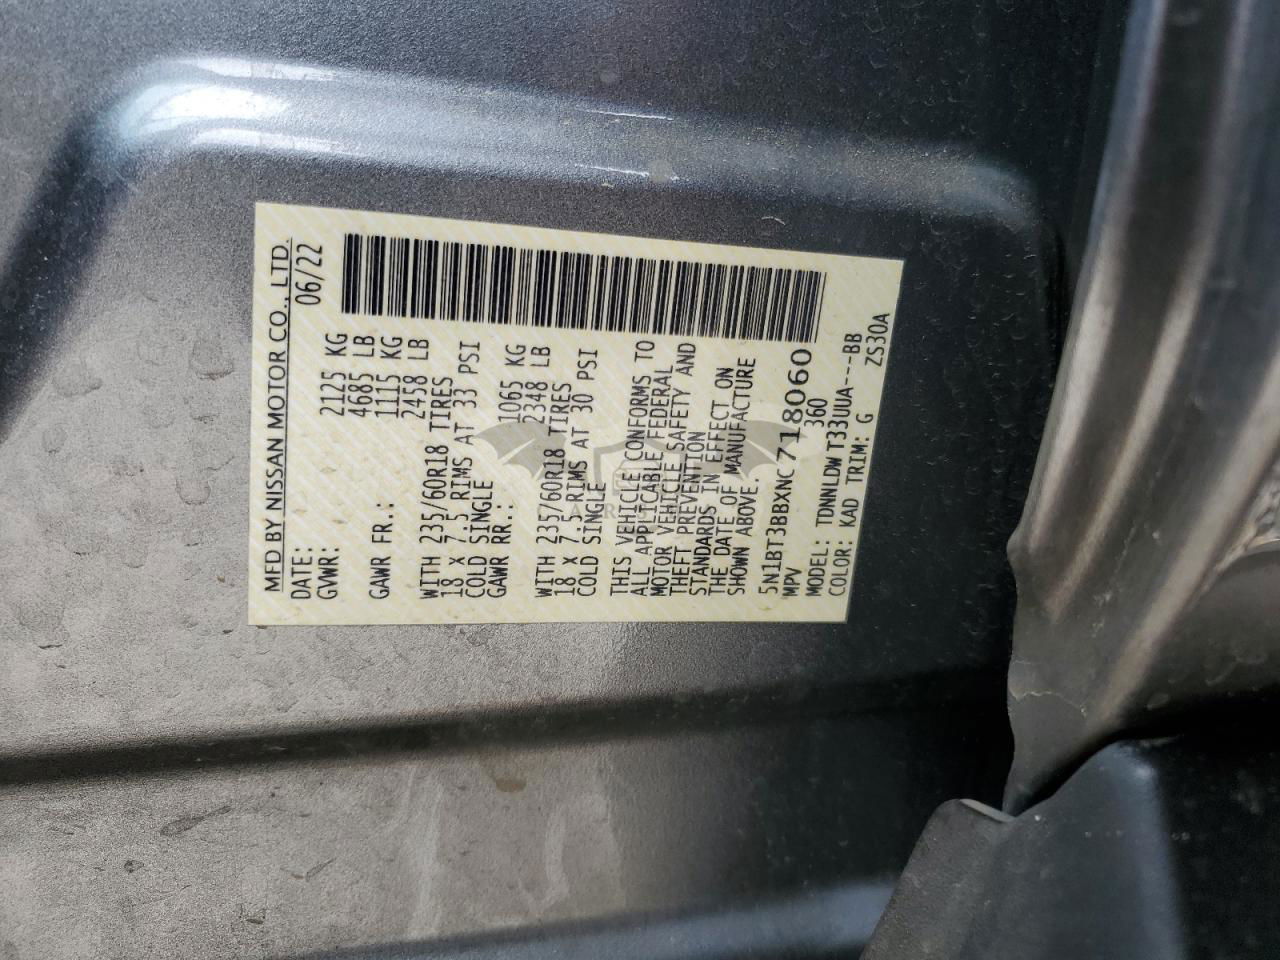 MFD BY NISSAN MOTOR CO., LTD.
DATE: 06/22
GVWR: 2125 KG
4685 LB
GAWR FR.: 1115 KG
2458 LB
WITH 235/60R18 TIRES
18 X 7.5 RIMS AT 33 PSI
COLD SINGLE
GAWR RR.: 1065 KG
2348 LB
WITH 235/60R18 TIRES
18 X 7.5 RIMS AT 30 PSI
COLD SINGLE
THIS VEHICLE CONFORMS TO
ALL APPLICABLE FEDERAL
MOTOR VEHICLE SAFETY AND
THEFT PREVENTION
STANDARDS IN EFFECT ON
THE DATE OF MANUFACTURE
SHOWN ABOVE.
5N1BT3BBXNC718060
MPV 360
MODEL: TDNNLDW T33UUA---BB
COLOR: KAD TRIM: G ZS30A